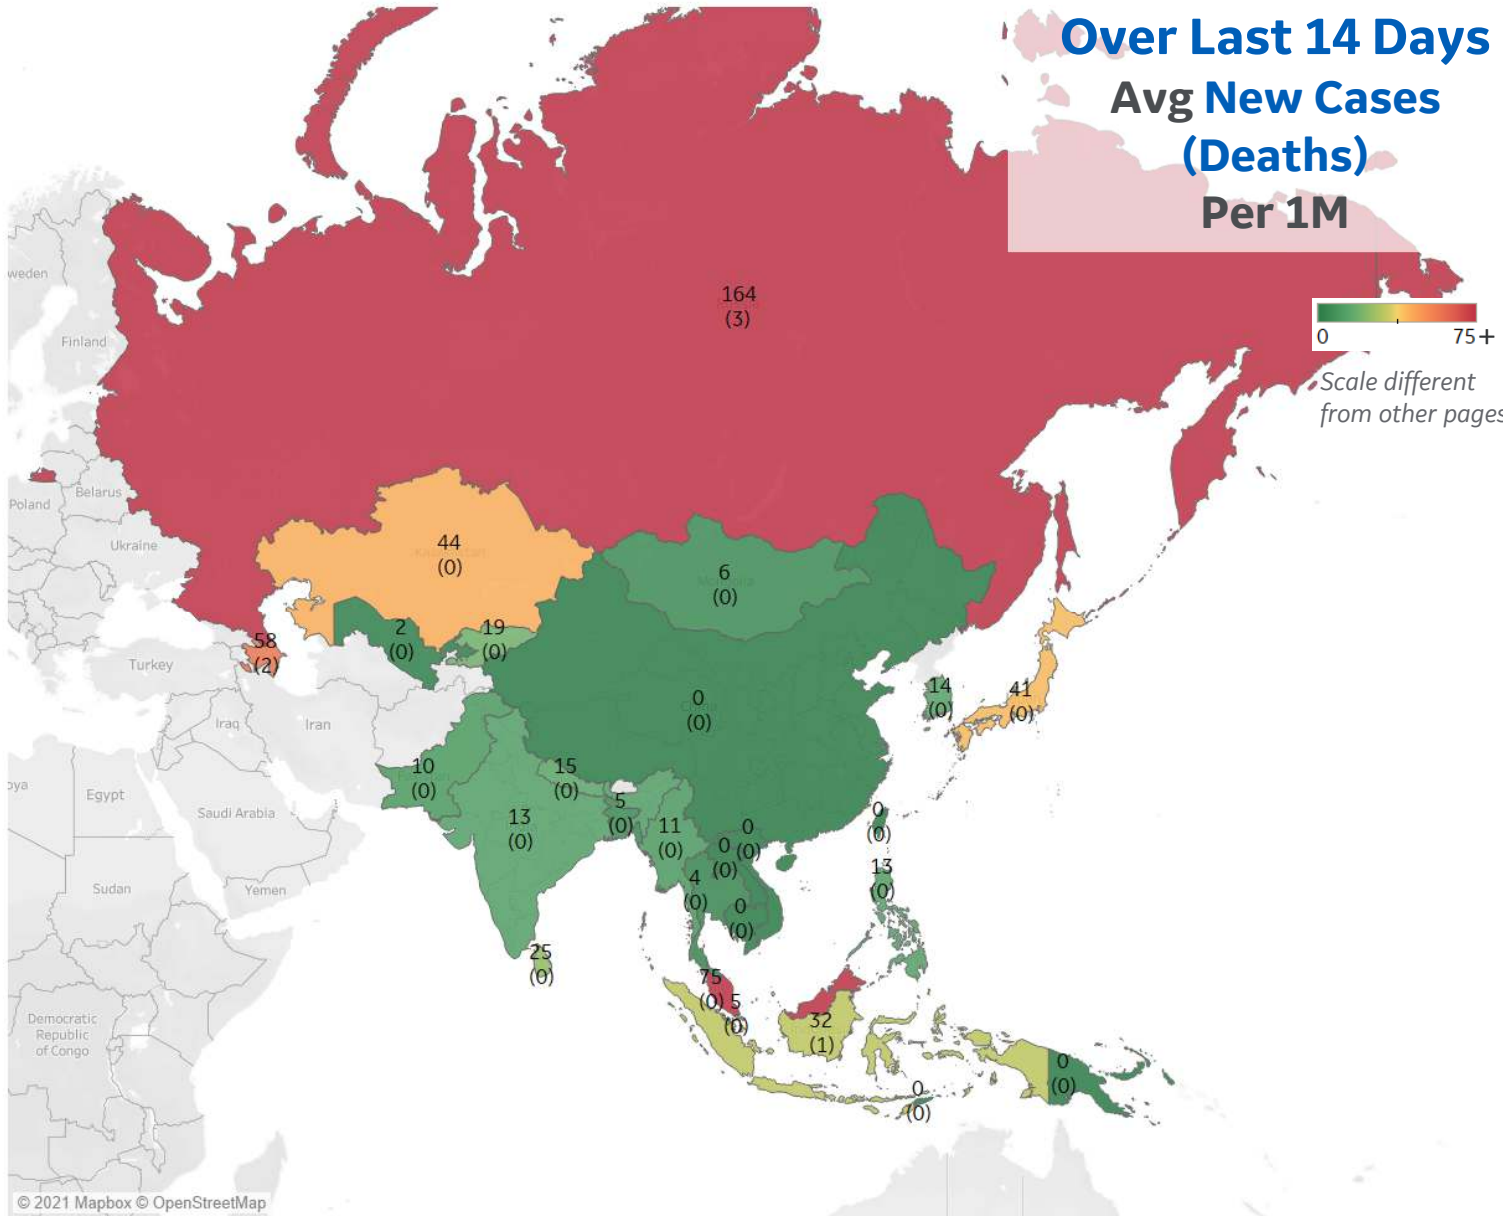 Over Last 14 Days
Avg New Cases
(Deaths)
Per 1M
164
(3)
0
75+
Scale different
from other pages
weden
Finland
Poland
Belarus
Ukraine
44
(0)
6
(0)
58
(2)
2
(0)
19
(0)
Turkey
Iraq
Iran
0
(0)
14
(0)
41
(0)
oya
Egypt
Saudi Arabia
10
(0)
15
(0)
13
(0)
5
(0)
11
(0)
0
(0)
0
(0)
0
(0)
13
(0)
4
(0)
0
(0)
Sudan
Yemen
25
(0)
75
(0)
5
(0)
32
(1)
Democratic
Republic
of Congo
0
(0)
0
(0)
© 2021 Mapbox © OpenStreetMap